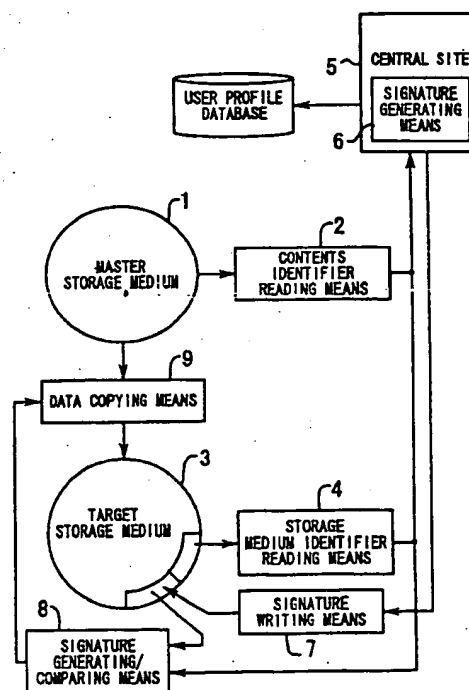 5
CENTRAL SITE
SIGNATURE
GENERATING
MEANS
6
USER PROFILE
DATABASE
1
MASTER
STORAGE MEDIUM
2
CONTENTS
IDENTIFIER
READING MEANS
9
DATA COPYING MEANS
3
TARGET
STORAGE MEDIUM
4
STORAGE
MEDIUM IDENTIFIER
READING MEANS
SIGNATURE
WRITING MEANS
7
8
SIGNATURE
GENERATING/
COMPARING MEANS